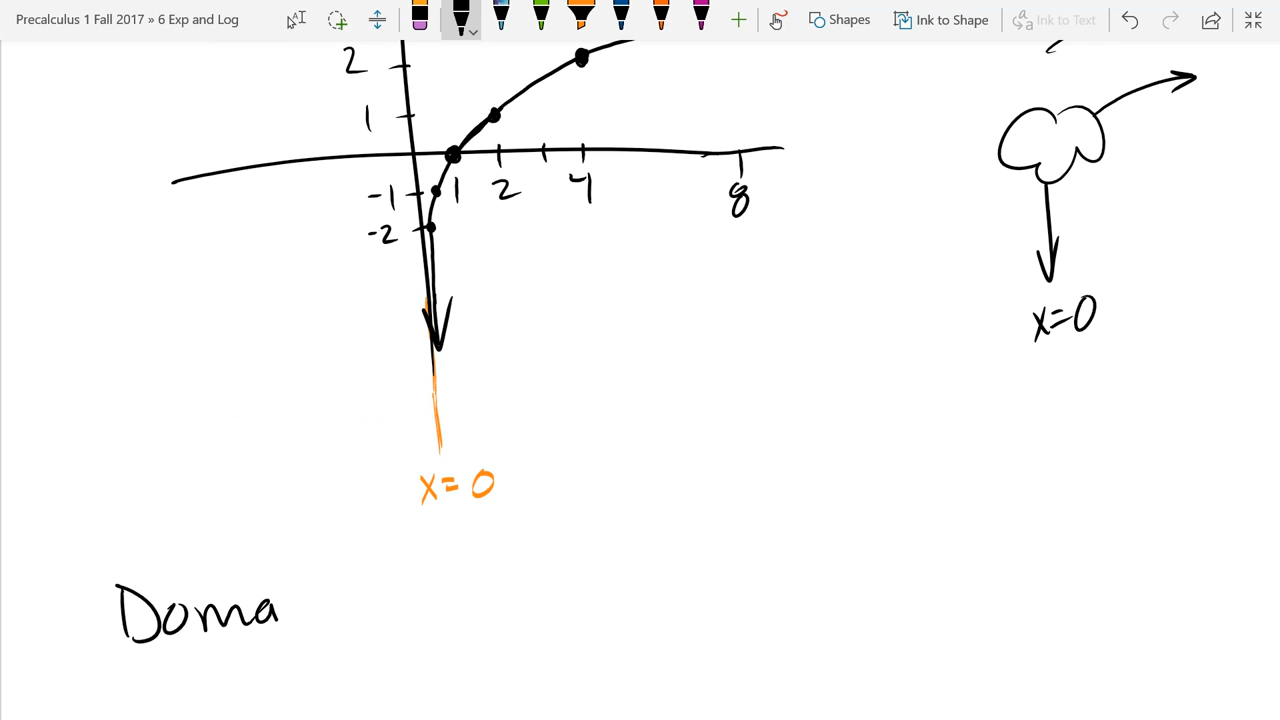 Precalculus 1 Fall 2017 » 6 Exp and Log
Shapes
Ink to Shape
Ink to Text
2
1
1 2 4 8
-1
-2
x=0
x=0
Doma